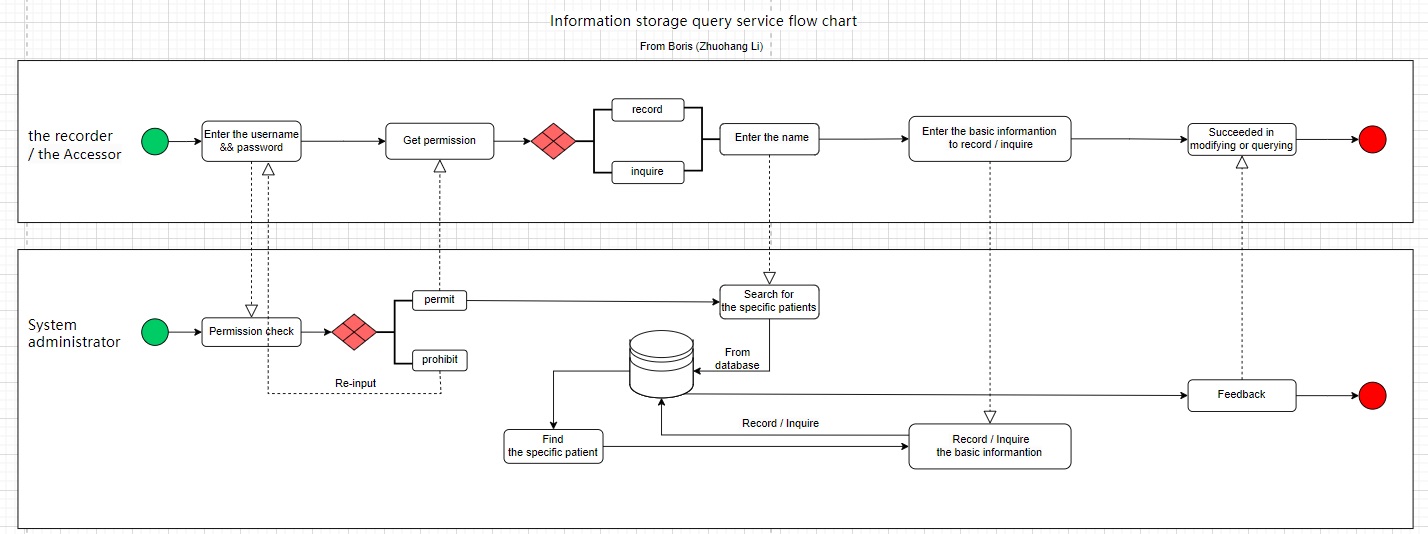 Information storage query service flow chart
From Boris (Zhuohang Li)
the recorder
/ the Accessor
Enter the username
&& password
Get permission
record
inquire
Enter the name
Enter the basic informantion
to record / inquire
Succeeded in
modifying or querying
System
administrator
Permission check
permit
prohibit
Re-input
Search for
the specific patients
From
database
Find
the specific patient
Record / Inquire
Record / Inquire
the basic informantion
Feedback